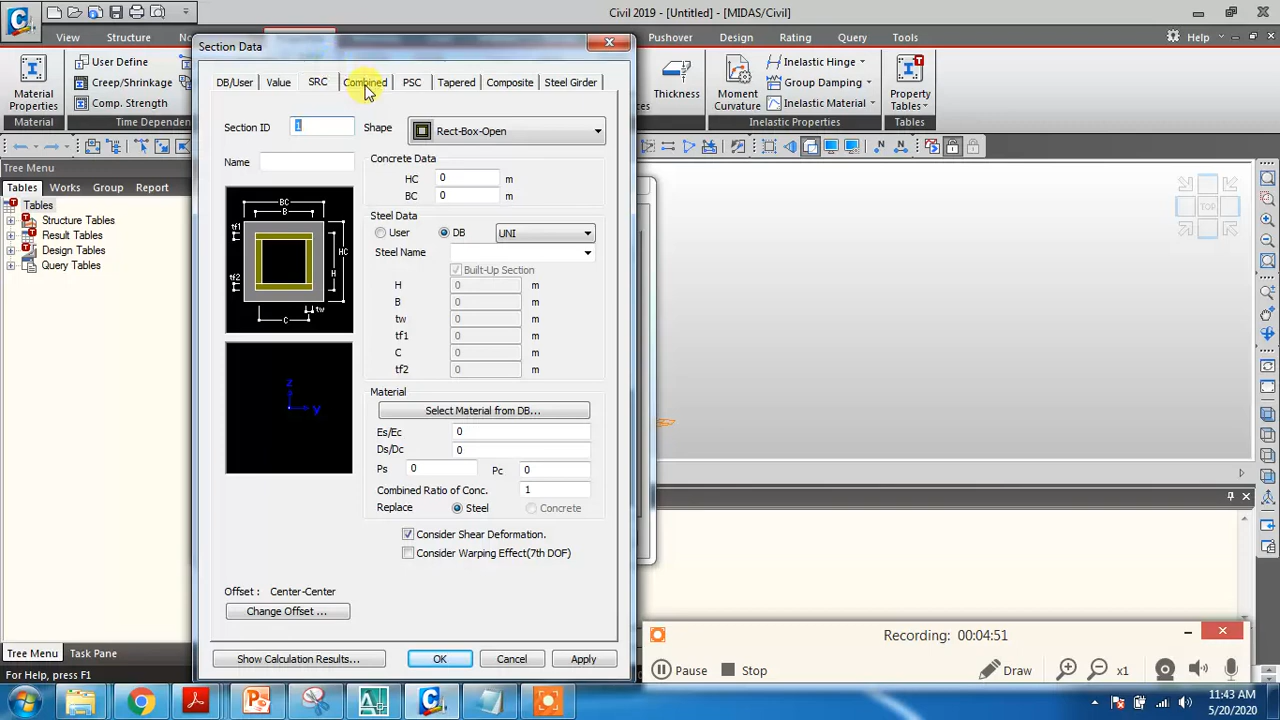 Civil 2019 - [Untitled] - [MIDAS/Civil]
View
Structure
Pushover
Design
Rating
Query
Tools
Help
Section Data
Material
Properties
User Define
Creep/Shrinkage
Comp. Strength
Time Dependent
Material
Thickness
Moment
Curvature
Inelastic Hinge
Group Damping
Inelastic Material
Inelastic Properties
Property
Tables
Tables
Tree Menu
Tables
Works
Group
Report
Tables
Structure Tables
Result Tables
Design Tables
Query Tables
DB/User
Value
SRC
Combined
PSC
Tapered
Composite
Steel Girder
Section ID
1
Shape
Rect-Box-Open
Name
Concrete Data
HC
0
m
BC
0
m
Steel Data
User
DB
UNI
Steel Name
Built-Up Section
H
0
m
B
0
m
tw
0
m
tf1
0
m
C
0
m
tf2
0
m
BC
B
tf1
HC
H
tf2
C
tw
z
y
Material
Select Material from DB...
Es/Ec
0
Ds/Dc
0
Ps
0
Pc
0
Combined Ratio of Conc.
1
Replace
Steel
Concrete
Consider Shear Deformation.
Consider Warping Effect(7th DOF)
Offset :
Center-Center
Change Offset ...
Show Calculation Results...
OK
Cancel
Apply
TOP
Tree Menu
Task Pane
For Help, press F1
Recording: 00:04:51
Pause
Stop
Draw
x1
11:43 AM
5/20/2020